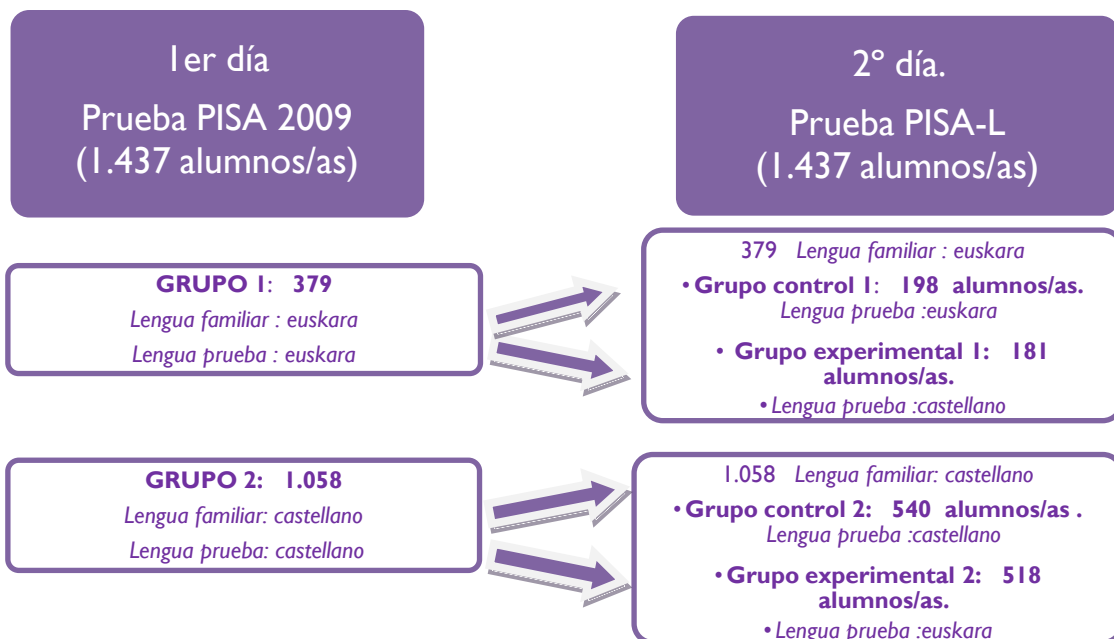 1er día
Prueba PISA 2009
(1.437 alumnos/as)
2º día.
Prueba PISA-L
(1.437 alumnos/as)
GRUPO 1: 379
Lengua familiar : euskara
Lengua prueba : euskara
379 Lengua familiar : euskara
• Grupo control 1: 198 alumnos/as.
Lengua prueba :euskara
• Grupo experimental 1: 181
alumnos/as.
• Lengua prueba :castellano
GRUPO 2: 1.058
Lengua familiar: castellano
Lengua prueba: castellano
1.058 Lengua familiar: castellano
• Grupo control 2: 540 alumnos/as .
Lengua prueba :castellano
• Grupo experimental 2: 518
alumnos/as.
• Lengua prueba :euskara